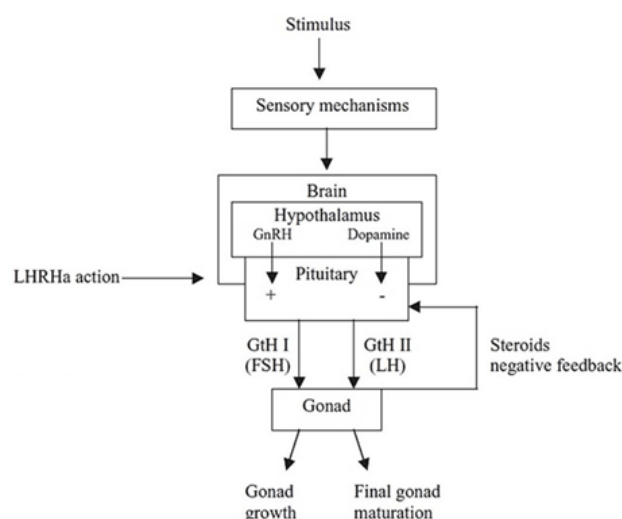 Stimulus
Sensory mechanisms
Brain
Hypothalamus
GnRH Dopamine
LHRHa action
Pituitary
+ -
GtH I
(FSH)
GtH II
(LH)
Steroids
negative feedback
Gonad
Gonad
growth
Final gonad
maturation